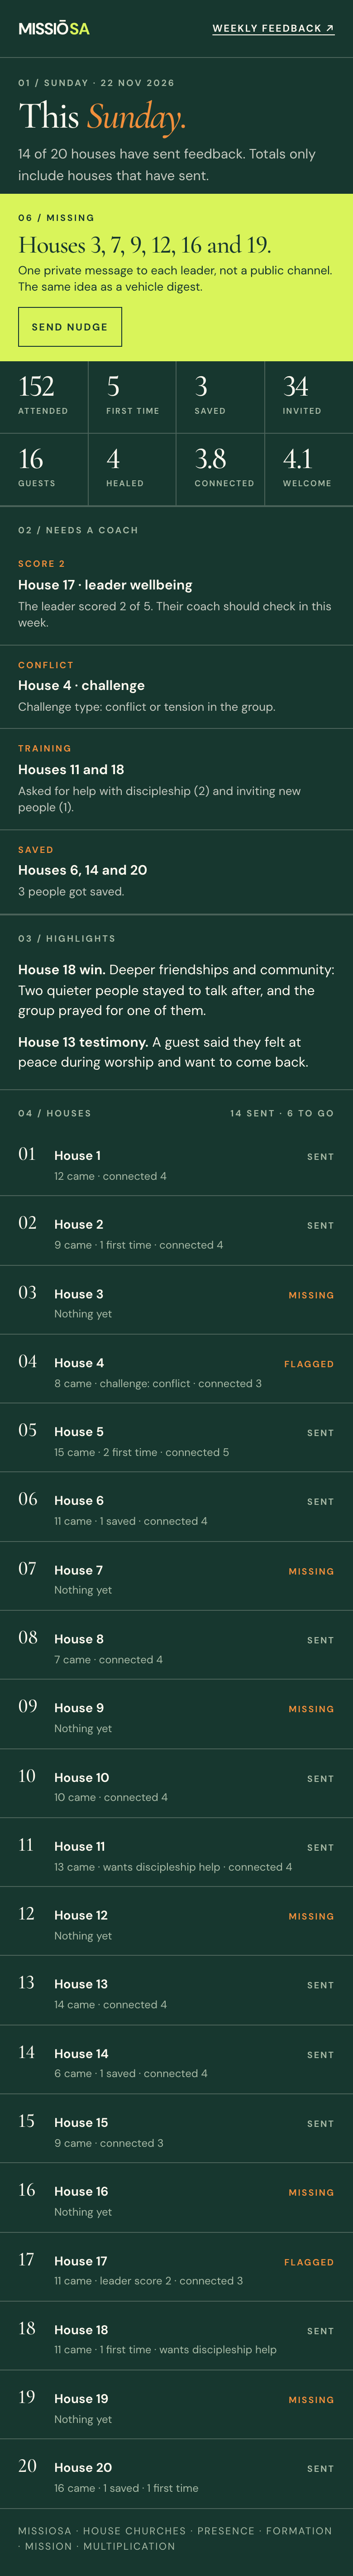 MISSIŌSA
WEEKLY FEEDBACK ↗
01 / SUNDAY · 22 NOV 2026
This Sunday.
14 of 20 houses have sent feedback. Totals only
include houses that have sent.
06 / MISSING
Houses 3, 7, 9, 12, 16 and 19.
One private message to each leader, not a public channel.
The same idea as a vehicle digest.
SEND NUDGE
152
ATTENDED
5
FIRST TIME
3
SAVED
34
INVITED
16
GUESTS
4
HEALED
3.8
CONNECTED
4.1
WELCOME
02 / NEEDS A COACH
SCORE 2
House 17 · leader wellbeing
The leader scored 2 of 5. Their coach should check in this
week.
CONFLICT
House 4 · challenge
Challenge type: conflict or tension in the group.
TRAINING
Houses 11 and 18
Asked for help with discipleship (2) and inviting new
people (1).
SAVED
Houses 6, 14 and 20
3 people got saved.
03 / HIGHLIGHTS
House 18 win. Deeper friendships and community:
Two quieter people stayed to talk after, and the
group prayed for one of them.
House 13 testimony. A guest said they felt at
peace during worship and want to come back.
04 / HOUSES
14 SENT · 6 TO GO
01 House 1 SENT
12 came · connected 4
02 House 2 SENT
9 came · 1 first time · connected 4
03 House 3 MISSING
Nothing yet
04 House 4 FLAGGED
8 came · challenge: conflict · connected 3
05 House 5 SENT
15 came · 2 first time · connected 5
06 House 6 SENT
11 came · 1 saved · connected 4
07 House 7 MISSING
Nothing yet
08 House 8 SENT
7 came · connected 4
09 House 9 MISSING
Nothing yet
10 House 10 SENT
10 came · connected 4
11 House 11 SENT
13 came · wants discipleship help · connected 4
12 House 12 MISSING
Nothing yet
13 House 13 SENT
14 came · connected 4
14 House 14 SENT
6 came · 1 saved · connected 4
15 House 15 SENT
9 came · connected 3
16 House 16 MISSING
Nothing yet
17 House 17 FLAGGED
11 came · leader score 2 · connected 3
18 House 18 SENT
11 came · 1 first time · wants discipleship help
19 House 19 MISSING
Nothing yet
20 House 20 SENT
16 came · 1 saved · 1 first time
MISSIOSA · HOUSE CHURCHES · PRESENCE · FORMATION
· MISSION · MULTIPLICATION